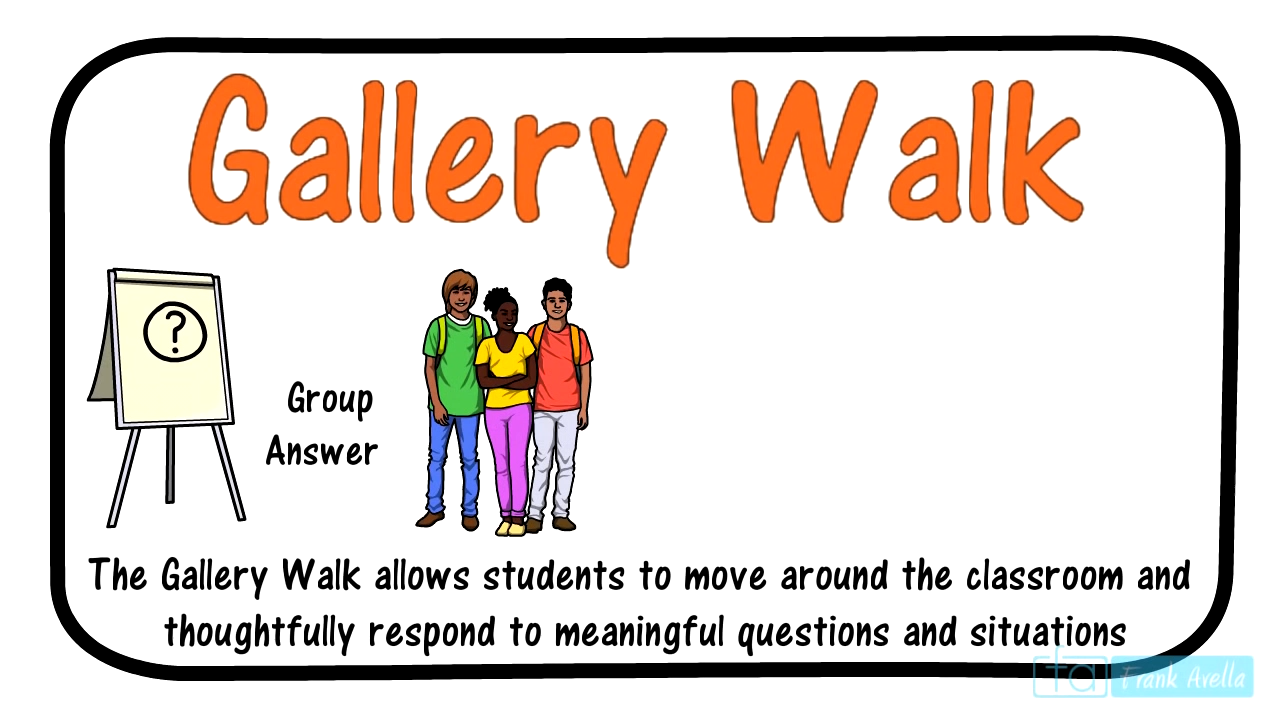 Gallery Walk
?
Group
Answer
The Gallery Walk allows students to move around the classroom and
thoughtfully respond to meaningful questions and situations
fa Frank Avella